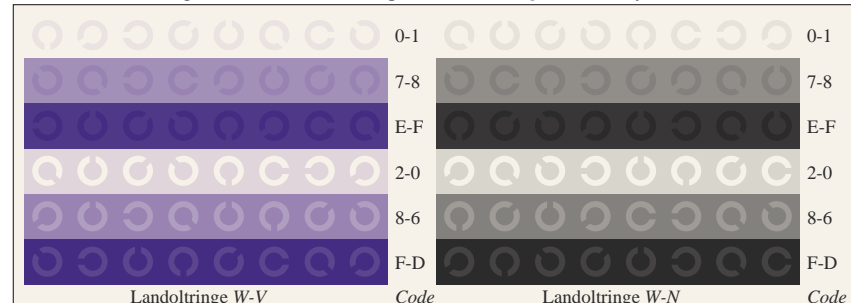 0-1 0-1
7-8 7-8
E-F E-F
2-0 2-0
8-6 8-6
F-D F-D
Landoltringe W-V Code Landoltringe W-N Code